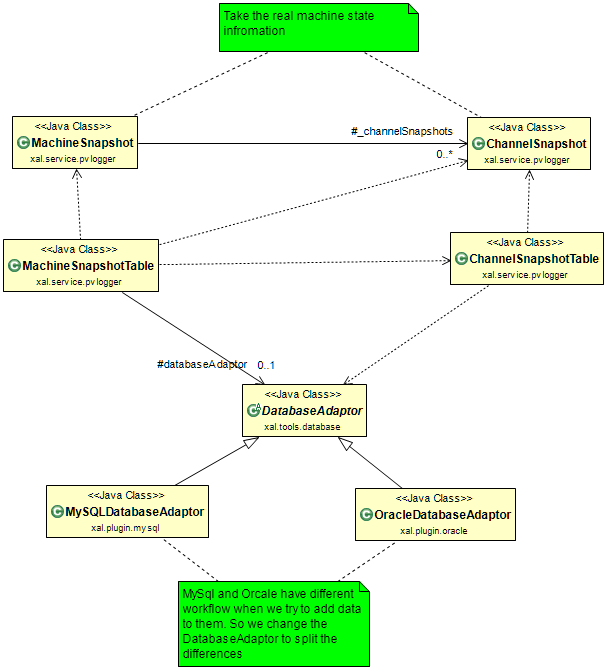 Take the real machine state
infromation
<<Java Class>>
MachineSnapshot
xal.service.pvlogger
#_channelSnapshots
0..*
<<Java Class>>
ChannelSnapshot
xal.service.pvlogger
<<Java Class>>
MachineSnapshotTable
xal.service.pvlogger
<<Java Class>>
ChannelSnapshotTable
xal.service.pvlogger
#databaseAdaptor
0..1
<<Java Class>>
DatabaseAdaptor
xal.tools.database
<<Java Class>>
MySQLDatabaseAdaptor
xal.plugin.mysql
<<Java Class>>
OracleDatabaseAdaptor
xal.plugin.oracle
MySql and Orcale have different
workflow when we try to add data
to them. So we change the
DatabaseAdaptor to split the
differences